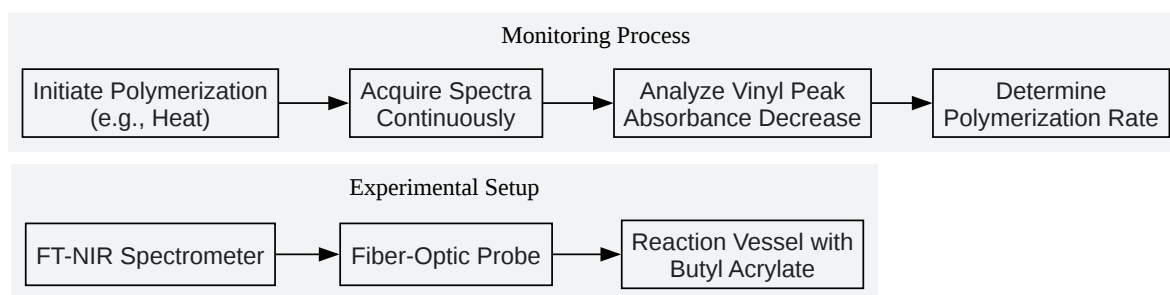 Monitoring Process
Initiate Polymerization
(e.g., Heat)
Acquire Spectra
Continuously
Analyze Vinyl Peak
Absorbance Decrease
Determine
Polymerization Rate
Experimental Setup
FT-NIR Spectrometer
Fiber-Optic Probe
Reaction Vessel with
Butyl Acrylate